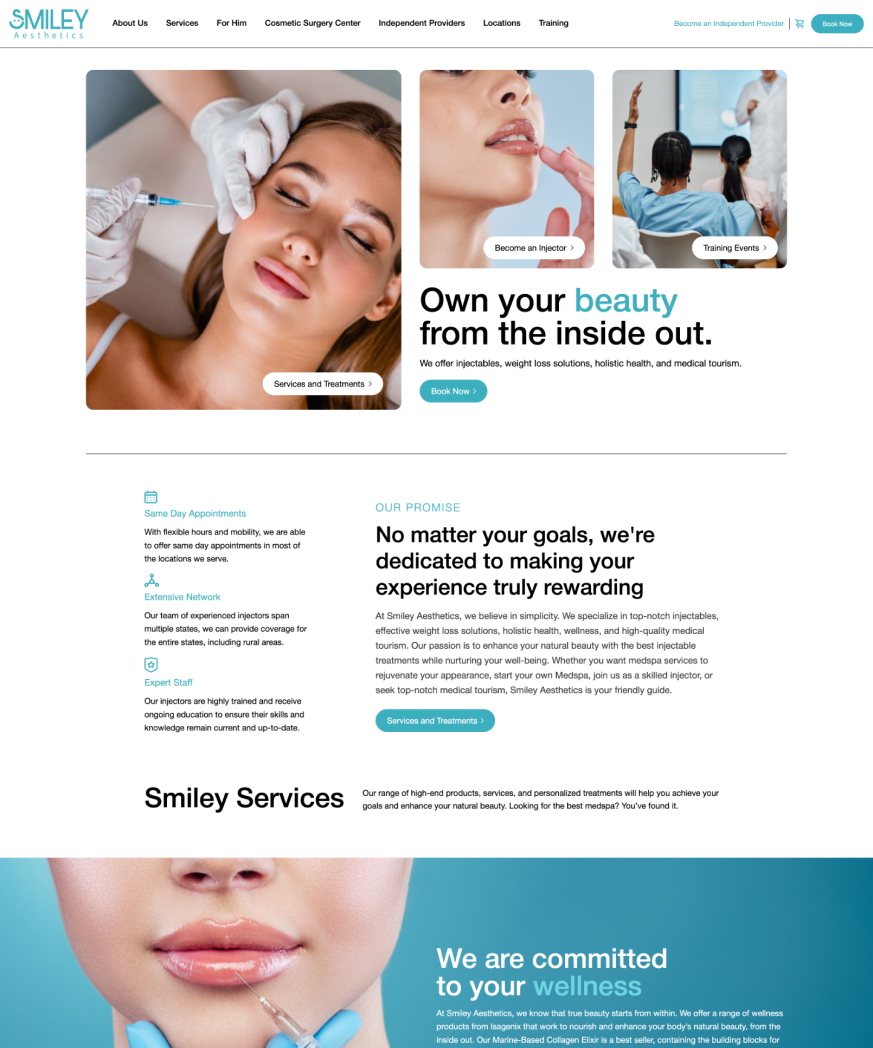 SMILEY
Aesthetics
About Us
Services
For Him
Cosmetic Surgery Center
Independent Providers
Locations
Training
Become an Independent Provider
Book Now
Services and Treatments
Become an Injector
Training Events
Own your beauty
from the inside out.
We offer injectables, weight loss solutions, holistic health, and medical tourism.
Book Now
Same Day Appointments
With flexible hours and mobility, we are able
to offer same day appointments in most of
the locations we serve.
Extensive Network
Our team of experienced injectors span
multiple states, we can provide coverage for
the entire states, including rural areas.
Expert Staff
Our injectors are highly trained and receive
ongoing education to ensure their skills and
knowledge remain current and up-to-date.
OUR PROMISE
No matter your goals, we're
dedicated to making your
experience truly rewarding
At Smiley Aesthetics, we believe in simplicity. We specialize in top-notch injectables,
effective weight loss solutions, holistic health, wellness, and high-quality medical
tourism. Our passion is to enhance your natural beauty with the best injectable
treatments while nurturing your well-being. Whether you want medspa services to
rejuvenate your appearance, start your own Medspa, join us as a skilled injector, or
seek top-notch medical tourism, Smiley Aesthetics is your friendly guide.
Services and Treatments
Smiley Services
Our range of high-end products, services, and personalized treatments will help you achieve your
goals and enhance your natural beauty. Looking for the best medspa? You've found it.
We are committed
to your wellness
At Smiley Aesthetics, we know that true beauty starts from within. We offer a range of wellness
products from Isagenix that work to nourish and enhance your body's natural beauty, from the
inside out. Our Marine-Based Collagen Elixir is a best seller, containing the building blocks for